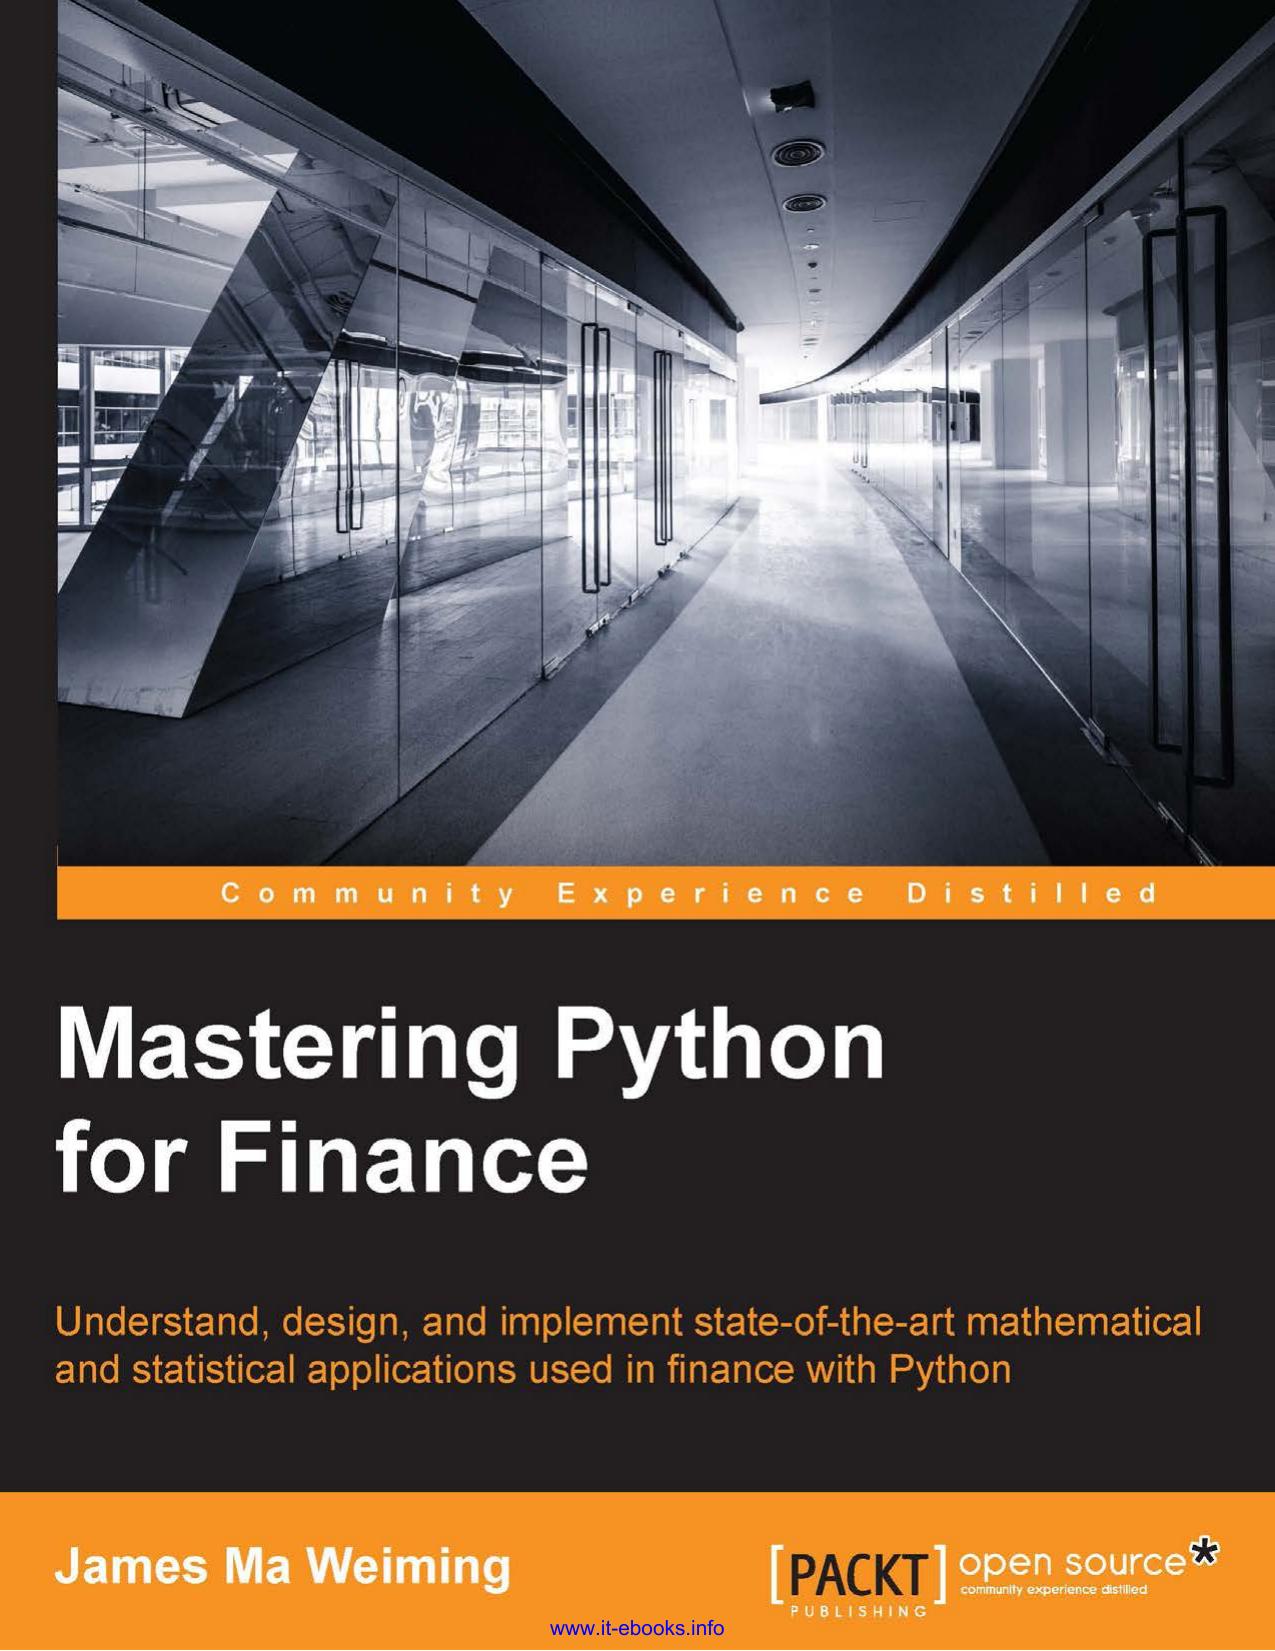 Community Experience Distilled
Mastering Python
for Finance
Understand, design, and implement state-of-the-art mathematical
and statistical applications used in finance with Python
James Ma Weiming
[PACKT]
PUBLISHING
open source*
community experience distilled
www.it-ebooks.info